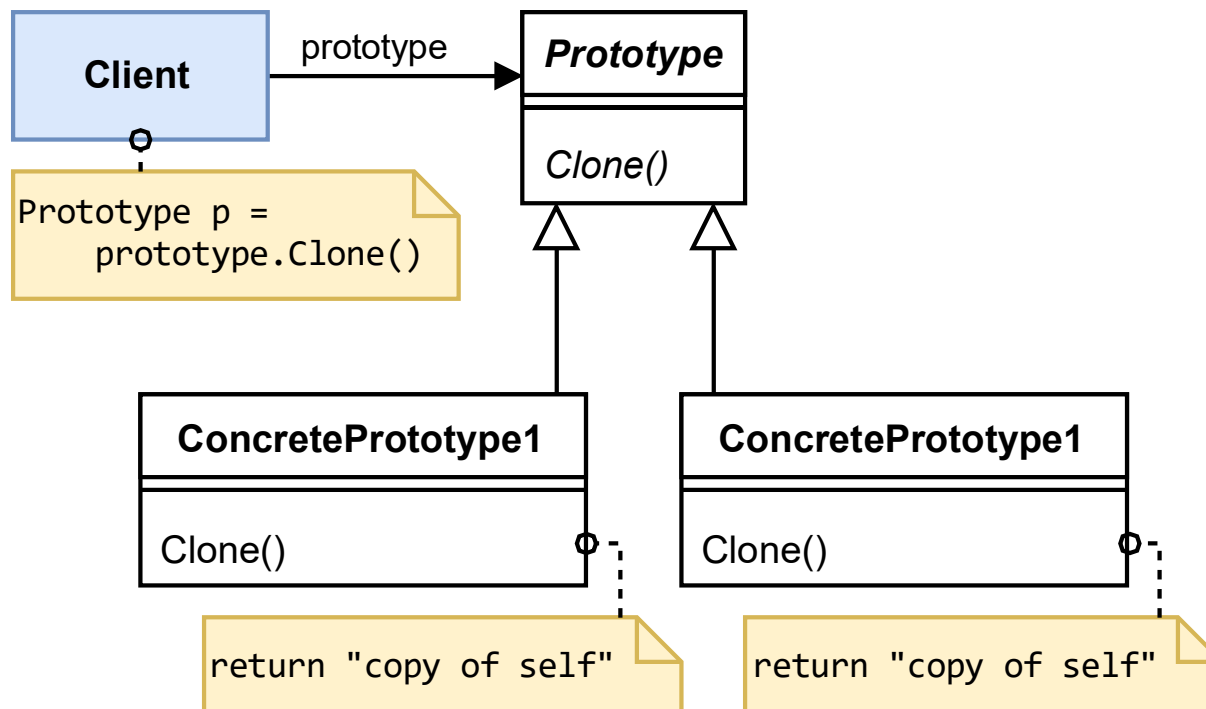 Client
prototype
Prototype
Clone()
Prototype p =
    prototype.Clone()
ConcretePrototype1
Clone()
return "copy of self"
ConcretePrototype1
Clone()
return "copy of self"